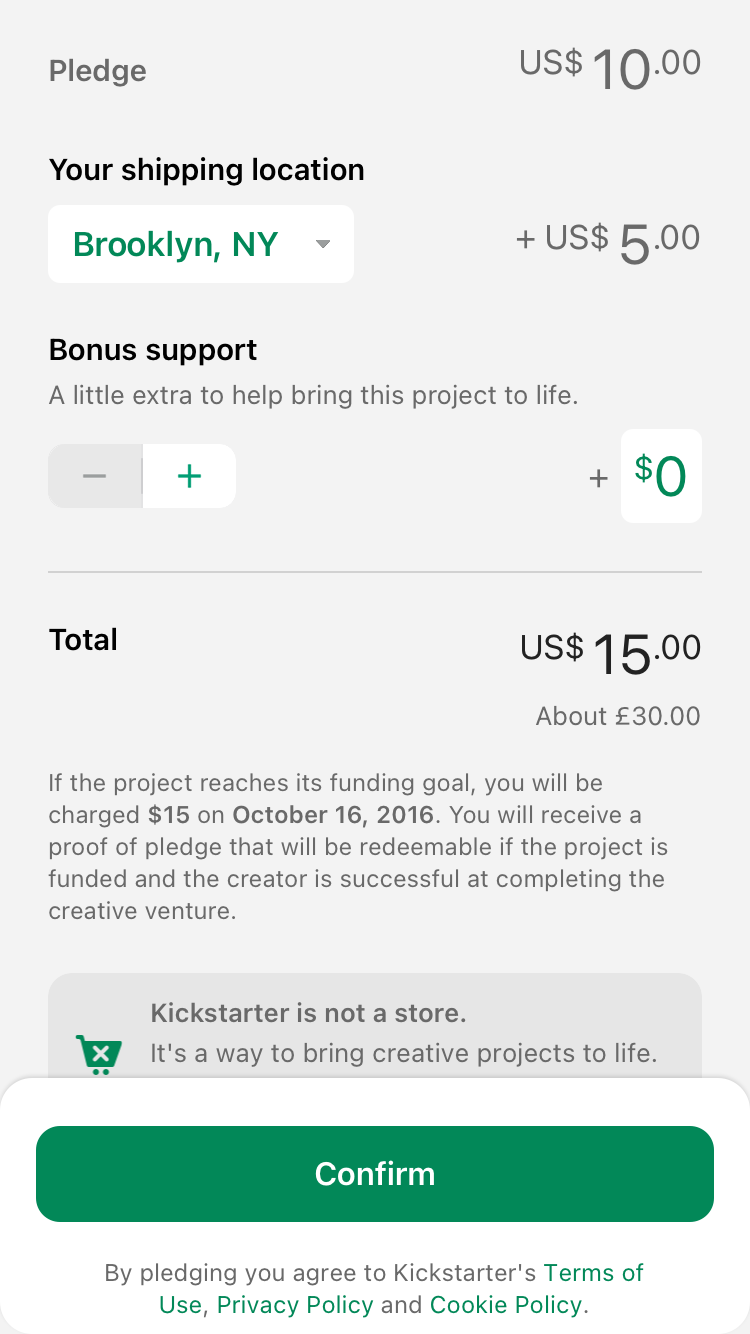 Pledge
US$ 10.00
Your shipping location
Brooklyn, NY
+ US$ 5.00
Bonus support
A little extra to help bring this project to life.
− +
+ $0
Total
US$ 15.00
About £30.00
If the project reaches its funding goal, you will be
charged $15 on October 16, 2016. You will receive a
proof of pledge that will be redeemable if the project is
funded and the creator is successful at completing the
creative venture.
Kickstarter is not a store.
It's a way to bring creative projects to life.
Confirm
By pledging you agree to Kickstarter's Terms of
Use, Privacy Policy and Cookie Policy.